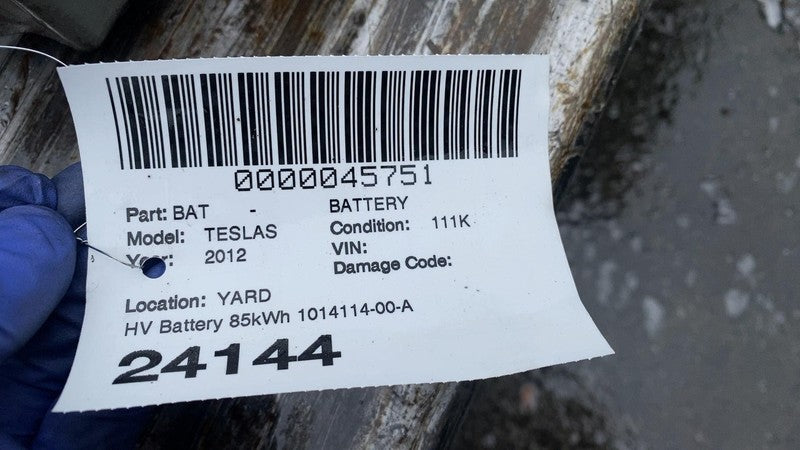 0000045751
Part: BAT - BATTERY
Model: TESLAS Condition: 111K
Year: 2012 VIN:
Damage Code:
Location: YARD
HV Battery 85kWh 1014114-00-A
24144